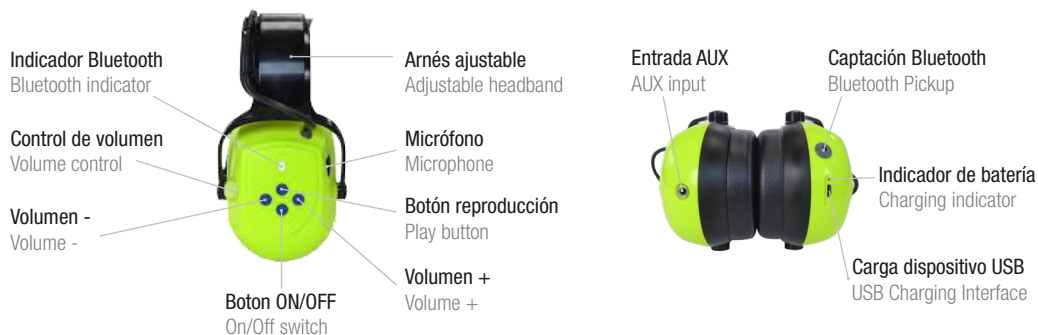 Indicador Bluetooth
Bluetooth indicator
Control de volumen
Volume control
Volumen -
Volume -
Boton ON/OFF
On/Off switch
Arnés ajustable
Adjustable headband
Micrófono
Microphone
Botón reproducción
Play button
Volumen +
Volume +
Entrada AUX
AUX input
Captación Bluetooth
Bluetooth Pickup
Indicador de batería
Charging indicator
Carga dispositivo USB
USB Charging Interface